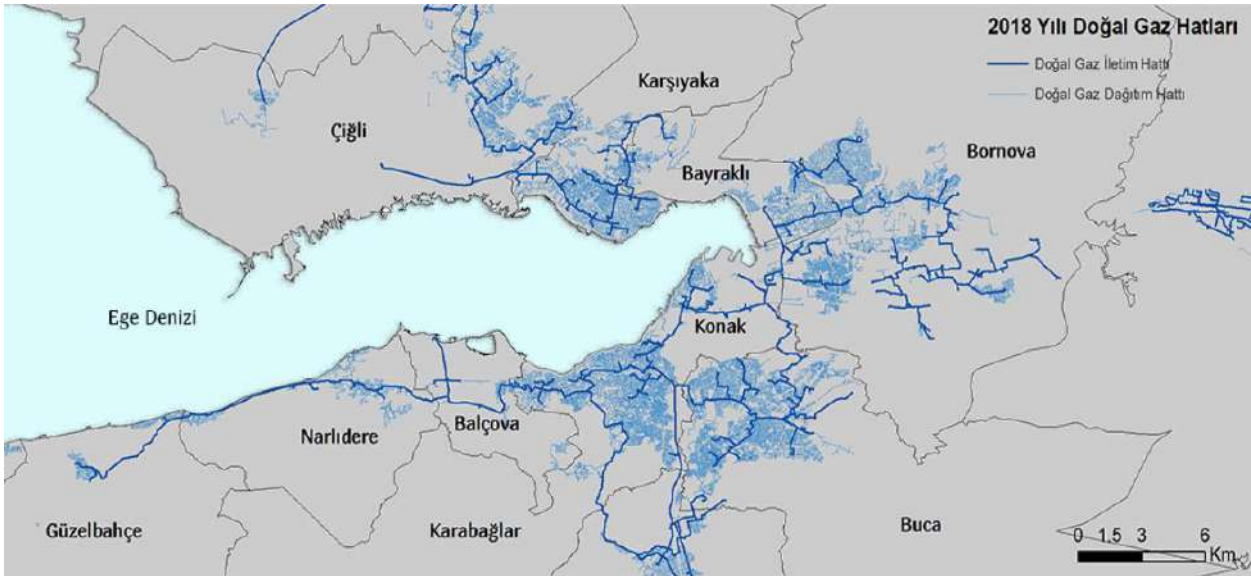 2018 Yılı Doğal Gaz Hatları
Doğal Gaz İletim Hattı
Doğal Gaz Dağıtım Hattı
Karşıyaka
Çiğli
Bornova
Bayraklı
Ege Denizi
Konak
Narlıdere
Balçova
Güzelbahçe
Karabağlar
Buca
0 1.5 3 6
Km